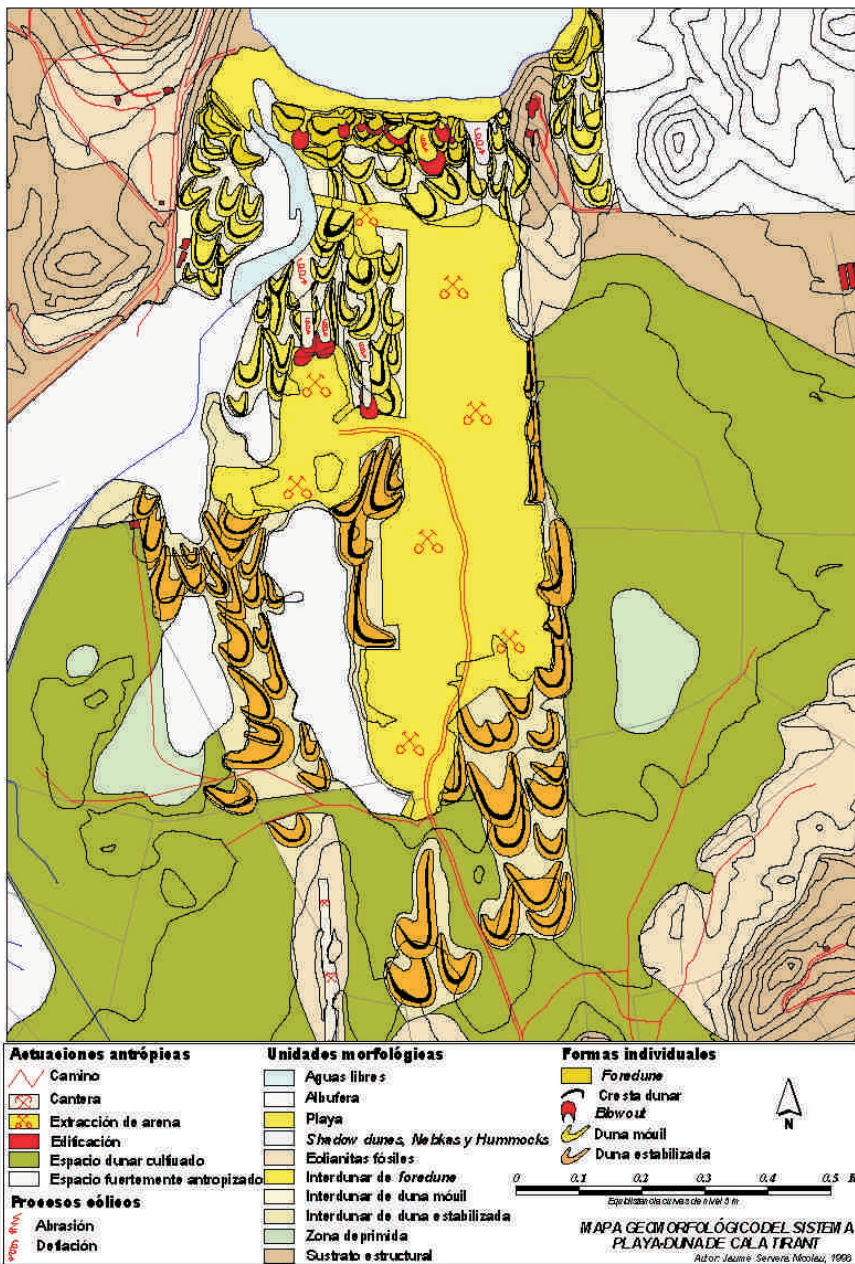 Actuaciones antrópicas
Camino
Cantera
Extracción de arena
Edificación
Espacio dunar cultivado
Espacio fuertemente antropizado
Procesos eólicos
Abrasión
Deflación
Unidades morfológicas
Aguas libres
Albufera
Playa
Shadow dunes, Nebkas y Hummocks
Eolianitas fósiles
Interdunar de foredune
Interdunar de duna móvil
Interdunar de duna estabilizada
Zona deprimida
Sustrato estructural
Formas individuales
Foredune
Cresta dunar
Blowout
Duna móvil
Duna estabilizada
N
0 0.1 0.2 0.3 0.4 0.5
Equidistancia curvas de nivel 5 m
MAPA GEOMORFOLÓGICO DEL SISTEMA
PLAYA-DUNA DE CALA TIRANT
Autor: Jaume Servera Nicolau, 1996